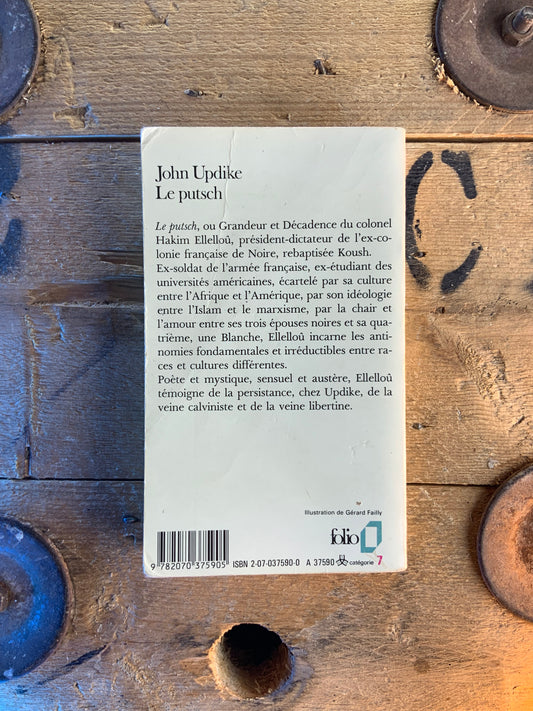 John Updike
Le putsch
Le putsch, ou Grandeur et Décadence du colonel
Hakim Ellelloû, président-dictateur de l'ex-co-
lonie française de Noire, rebaptisée Koush.
Ex-soldat de l'armée française, ex-étudiant des
universités américaines, écartelé par sa culture
entre l'Afrique et l'Amérique, par son idéologie
entre l'Islam et le marxisme, par la chair et
l'amour entre ses trois épouses noires et sa qua-
trième, une Blanche, Ellelloû incarne les anti-
nomies fondamentales et irréductibles entre ra-
ces et cultures différentes.
Poète et mystique, sensuel et austère, Ellelloû
témoigne de la persistance, chez Updike, de la
veine calviniste et de la veine libertine.
Illustration de Gérard Failly
folio
9 782070 375905
ISBN 2-07-037590-0
A 37590
catégorie 7
C